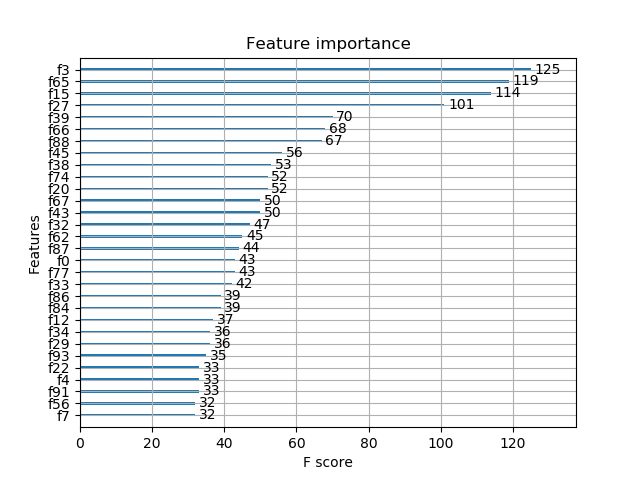 Feature importance
f3 125
f65 119
f15 114
f27 101
f39 70
f66 68
f88 67
f45 56
f38 53
f74 52
f20 52
f67 50
f43 50
f32 47
f62 45
f87 44
f0 43
f77 43
f33 42
f86 39
f84 39
f12 37
f34 36
f29 36
f93 35
f22 33
f4 33
f91 33
f56 32
f7 32
Features
0 20 40 60 80 100 120
F score